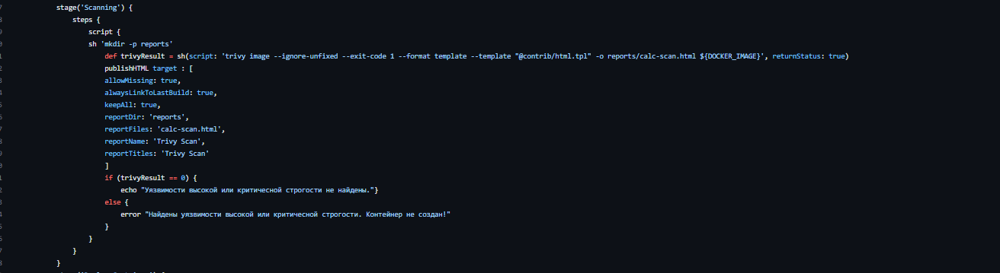 stage('Scanning') {
steps {
script {
sh 'mkdir -p reports'
def trivyResult = sh(script: 'trivy image --ignore-unfixed --exit-code 1 --format template --template "@contrib/html.tpl" -o reports/calc-scan.html ${DOCKER_IMAGE}', returnStatus: true)
publishHTML target : [
allowMissing: true,
alwaysLinkToLastBuild: true,
keepAll: true,
reportDir: 'reports',
reportFiles: 'calc-scan.html',
reportName: 'Trivy Scan',
reportTitles: 'Trivy Scan'
]
if (trivyResult == 0) {
echo "Уязвимости высокой или критической строгости не найдены."}
else {
error "Найдены уязвимости высокой или критической строгости. Контейнер не создан!"
}
}
}
}